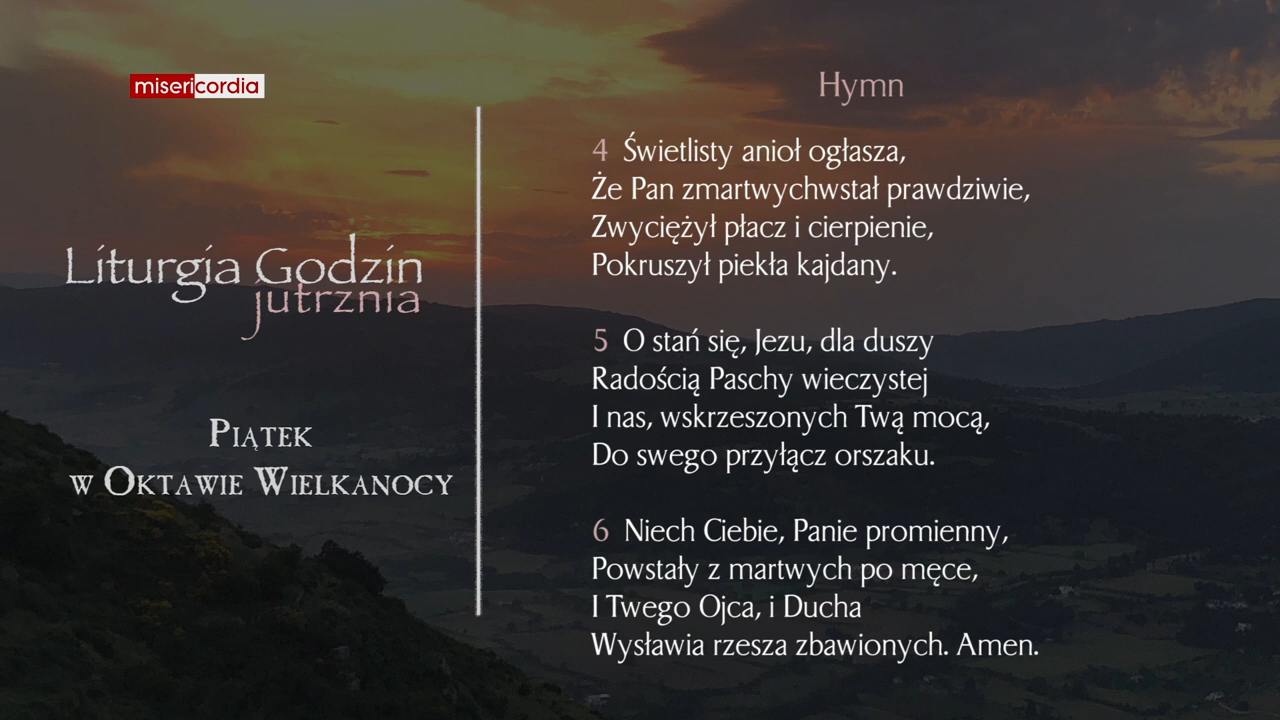 misericordia
Liturgia Godzin
jutrznia
Piątek
w Oktawie Wielkanocy
Hymn
4 Świetlisty anioł ogłasza,
Że Pan zmartwychwstał prawdziwie,
Zwyciężył płacz i cierpienie,
Pokruszył piekła kajdany.
5 O stań się, Jezu, dla duszy
Radością Paschy wieczystej
I nas, wskrzeszonych Twą mocą,
Do swego przyłącz orszaku.
6 Niech Ciebie, Panie promienny,
Powstały z martwych po męce,
I Twego Ojca, i Ducha
Wysławia rzesza zbawionych. Amen.